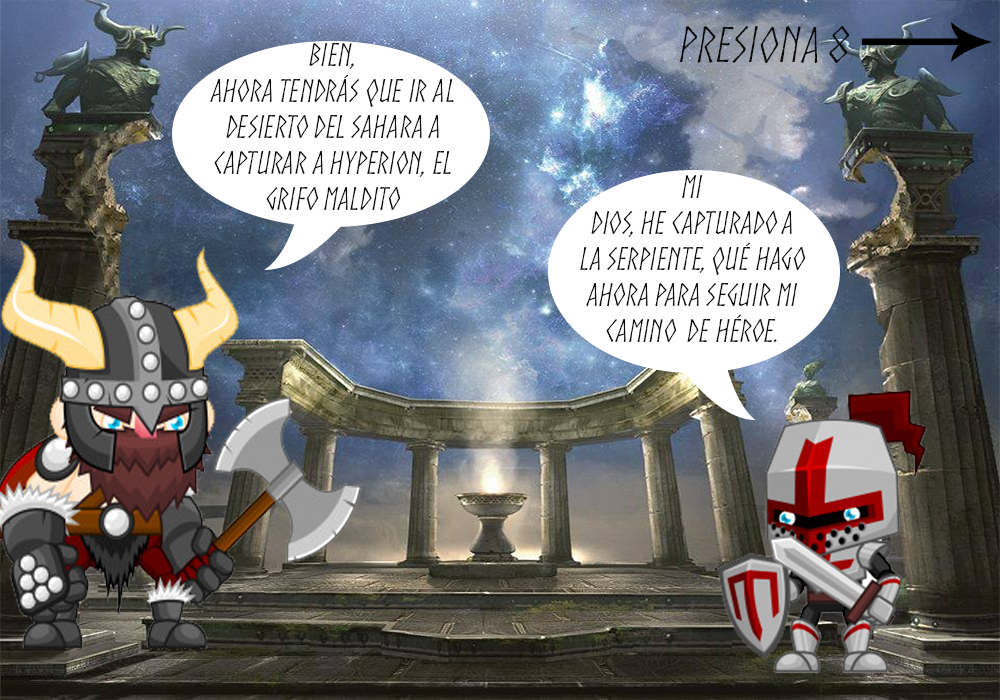 PRESIONA 8
BIEN,
AHORA TENDRÁS QUE IR AL
DESIERTO DEL SAHARA A
CAPTURAR A HYPERION, EL
GRIFO MALDITO
MI
DIOS, HE CAPTURADO A
LA SERPIENTE, QUÉ HAGO
AHORA PARA SEGUIR MI
CAMINO DE HÉROE.